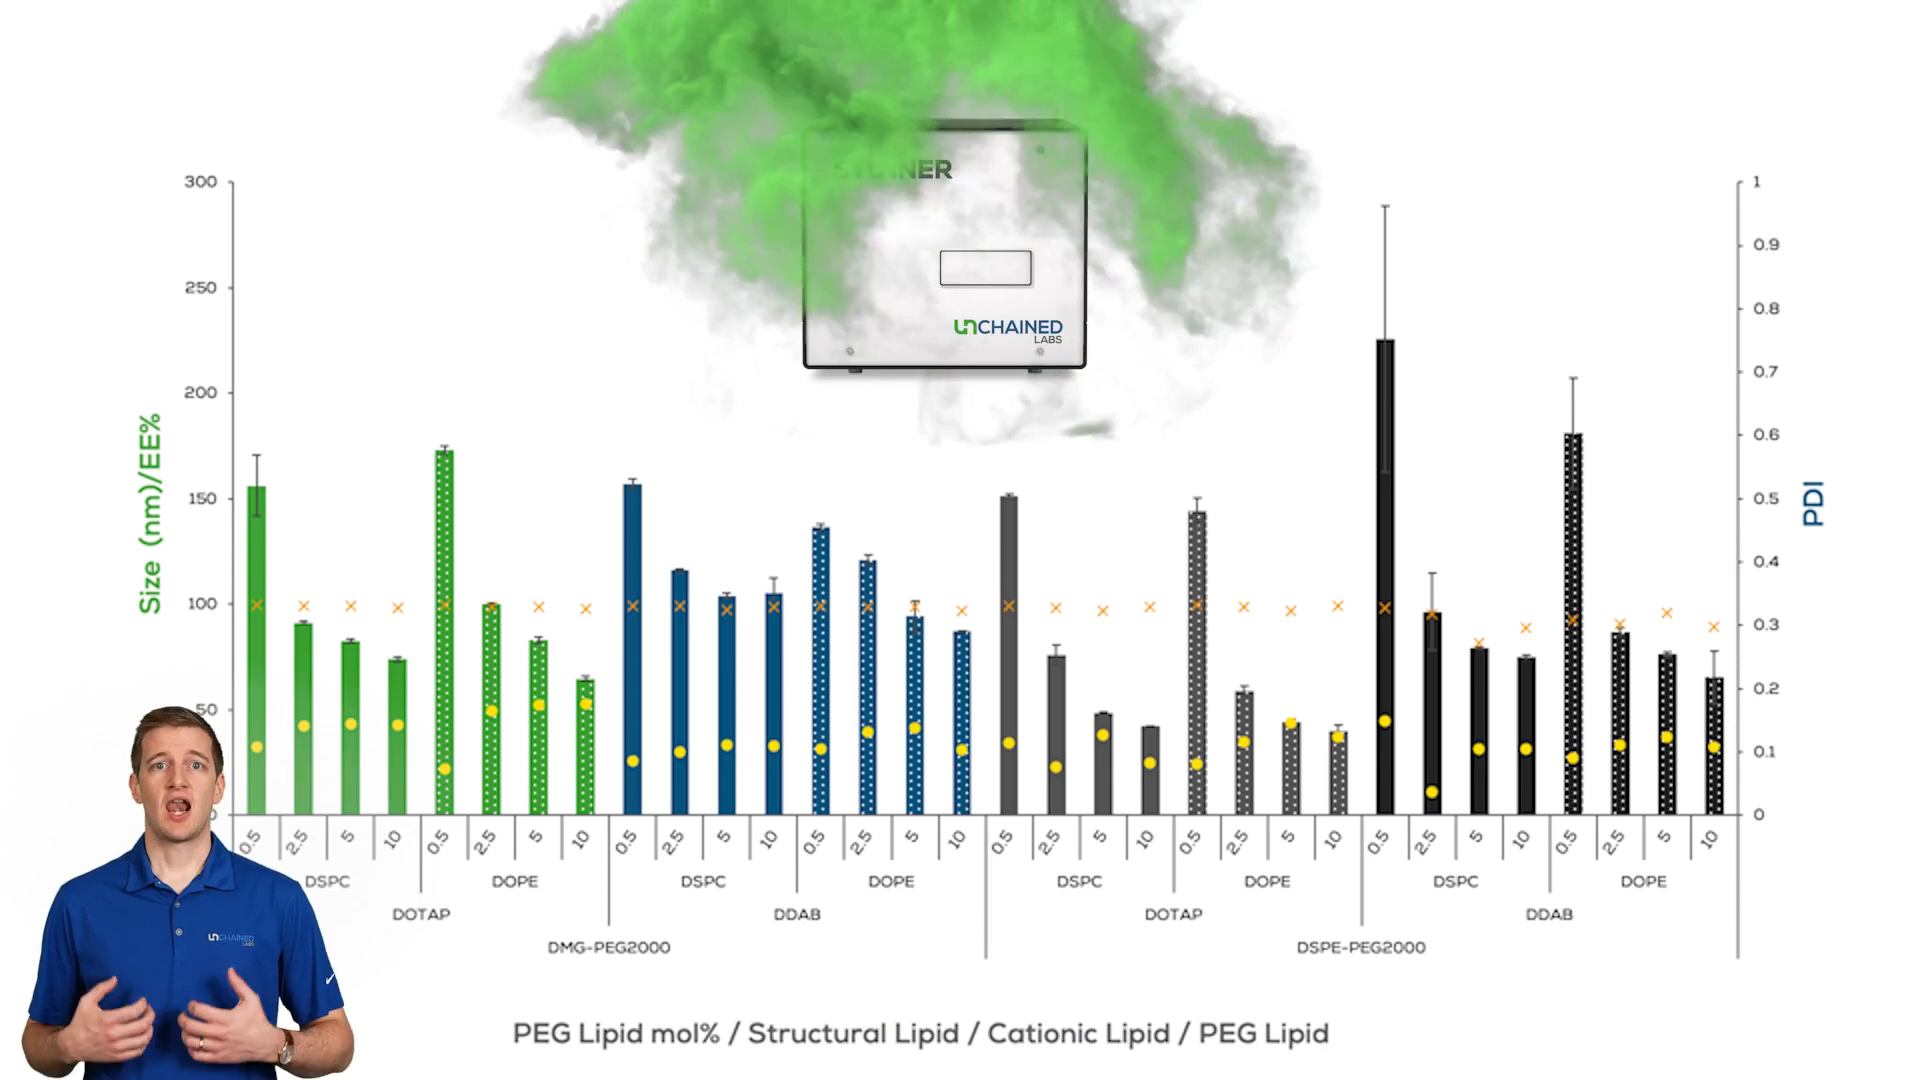 STUNNER
UNCHAINED
LABS
300
250
200
150
100
50
0
Size (nm)/EE%
1
0.9
0.8
0.7
0.6
0.5
0.4
0.3
0.2
0.1
0
PDI
0.5 2.5 5 10 0.5 2.5 5 10 0.5 2.5 5 10 0.5 2.5 5 10 0.5 2.5 5 10 0.5 2.5 5 10 0.5 2.5 5 10 0.5 2.5 5 10
DSPC DOPE DSPC DOPE DSPC DOPE DSPC DOPE
DOTAP DDAB DOTAP DDAB
DMG-PEG2000 DSPE-PEG2000
PEG Lipid mol% / Structural Lipid / Cationic Lipid / PEG Lipid
UNCHAINED
LABS